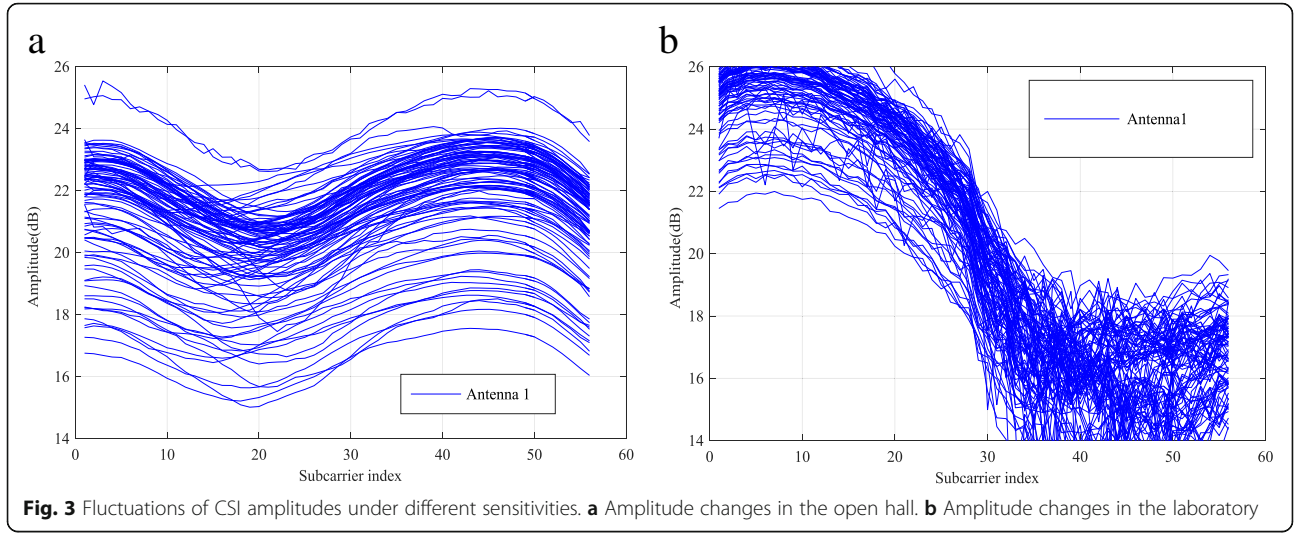 a
26
24
22
20
18
16
14
Amplitude(dB)
0 10 20 30 40 50 60
Subcarrier index
Antenna 1
b
26
24
22
20
18
16
14
Amplitude(dB)
0 10 20 30 40 50 60
Subcarrier index
Antenna1
Fig. 3 Fluctuations of CSI amplitudes under different sensitivities. a Amplitude changes in the open hall. b Amplitude changes in the laboratory